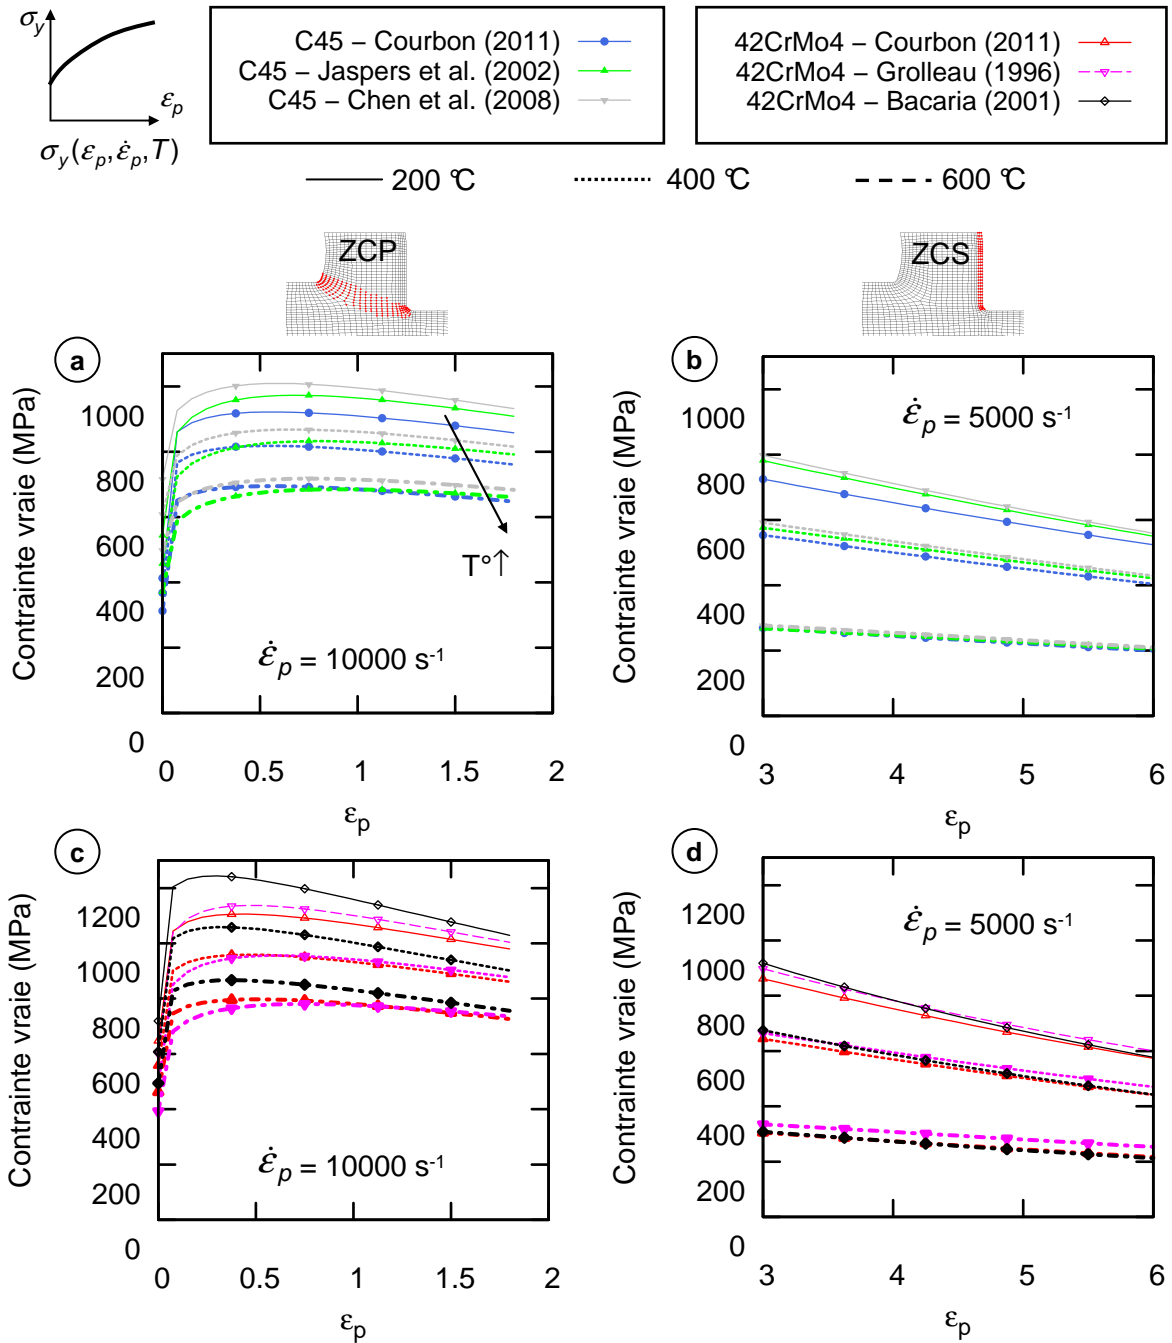 σy
εp
σy(εp, ε̇p, T)
C45 – Courbon (2011)
C45 – Jaspers et al. (2002)
C45 – Chen et al. (2008)
42CrMo4 – Courbon (2011)
42CrMo4 – Grolleau (1996)
42CrMo4 – Bacaria (2001)
200 °C
400 °C
600 °C
ZCP
ZCS
a
Contrainte vraie (MPa)
1000
800
600
400
200
0
T°↑
ε̇p = 10000 s-1
0
0.5
1
1.5
2
εp
b
Contrainte vraie (MPa)
1000
800
600
400
200
0
ε̇p = 5000 s-1
3
4
5
6
εp
c
Contrainte vraie (MPa)
1200
1000
800
600
400
200
0
ε̇p = 10000 s-1
0
0.5
1
1.5
2
εp
d
Contrainte vraie (MPa)
1200
1000
800
600
400
200
0
ε̇p = 5000 s-1
3
4
5
6
εp